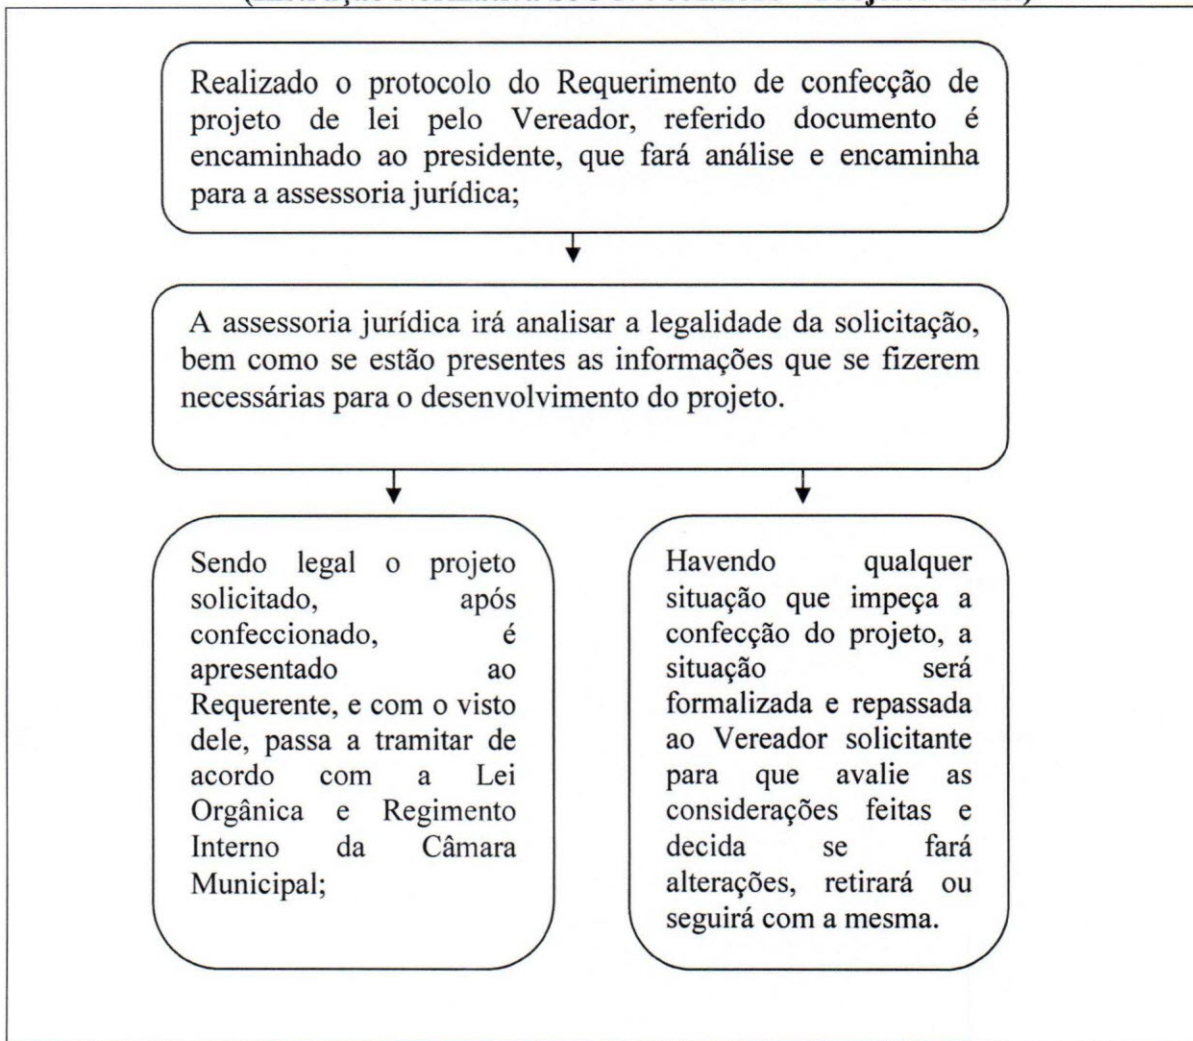 Realizado o protocolo do Requerimento de confecção de
projeto de lei pelo Vereador, referido documento é
encaminhado ao presidente, que fará análise e encaminha
para a assessoria jurídica;
A assessoria jurídica irá analisar a legalidade da solicitação,
bem como se estão presentes as informações que se fizerem
necessárias para o desenvolvimento do projeto.
Sendo legal o projeto
solicitado, após
confeccionado, é
apresentado ao
Requerente, e com o visto
dele, passa a tramitar de
acordo com a Lei
Orgânica e Regimento
Interno da Câmara
Municipal;
Havendo qualquer
situação que impeça a
confecção do projeto, a
situação será
formalizada e repassada
ao Vereador solicitante
para que avalie as
considerações feitas e
decida se fará
alterações, retirará ou
seguirá com a mesma.